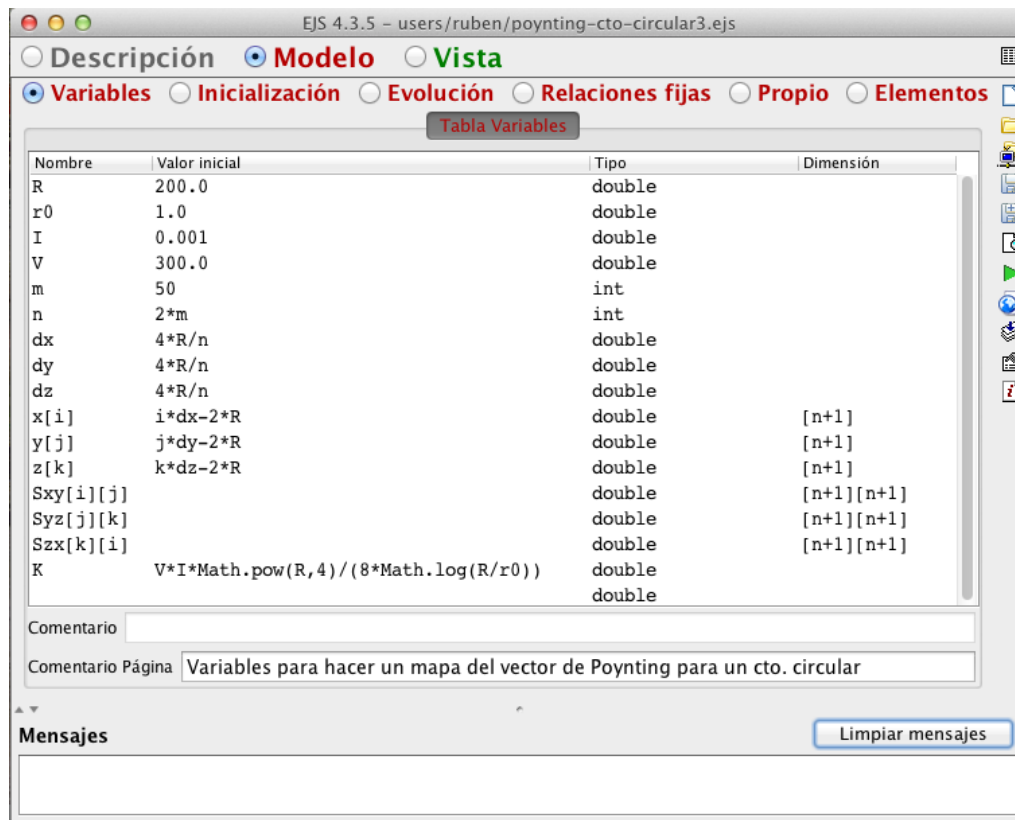 EJS 4.3.5 – users/ruben/poynting-cto-circular3.ejs
Descripción Modelo Vista
Variables Inicialización Evolución Relaciones fijas Propio Elementos
Tabla Variables
Nombre Valor inicial Tipo Dimensión
R 200.0 double
r0 1.0 double
I 0.001 double
V 300.0 double
m 50 int
n 2*m int
dx 4*R/n double
dy 4*R/n double
dz 4*R/n double
x[i] i*dx-2*R double [n+1]
y[j] j*dy-2*R double [n+1]
z[k] k*dz-2*R double [n+1]
Sxy[i][j] double [n+1][n+1]
Syz[j][k] double [n+1][n+1]
Szx[k][i] double [n+1][n+1]
K V*I*Math.pow(R,4)/(8*Math.log(R/r0)) double
double
Comentario
Comentario Página Variables para hacer un mapa del vector de Poynting para un cto. circular
Mensajes Limpiar mensajes